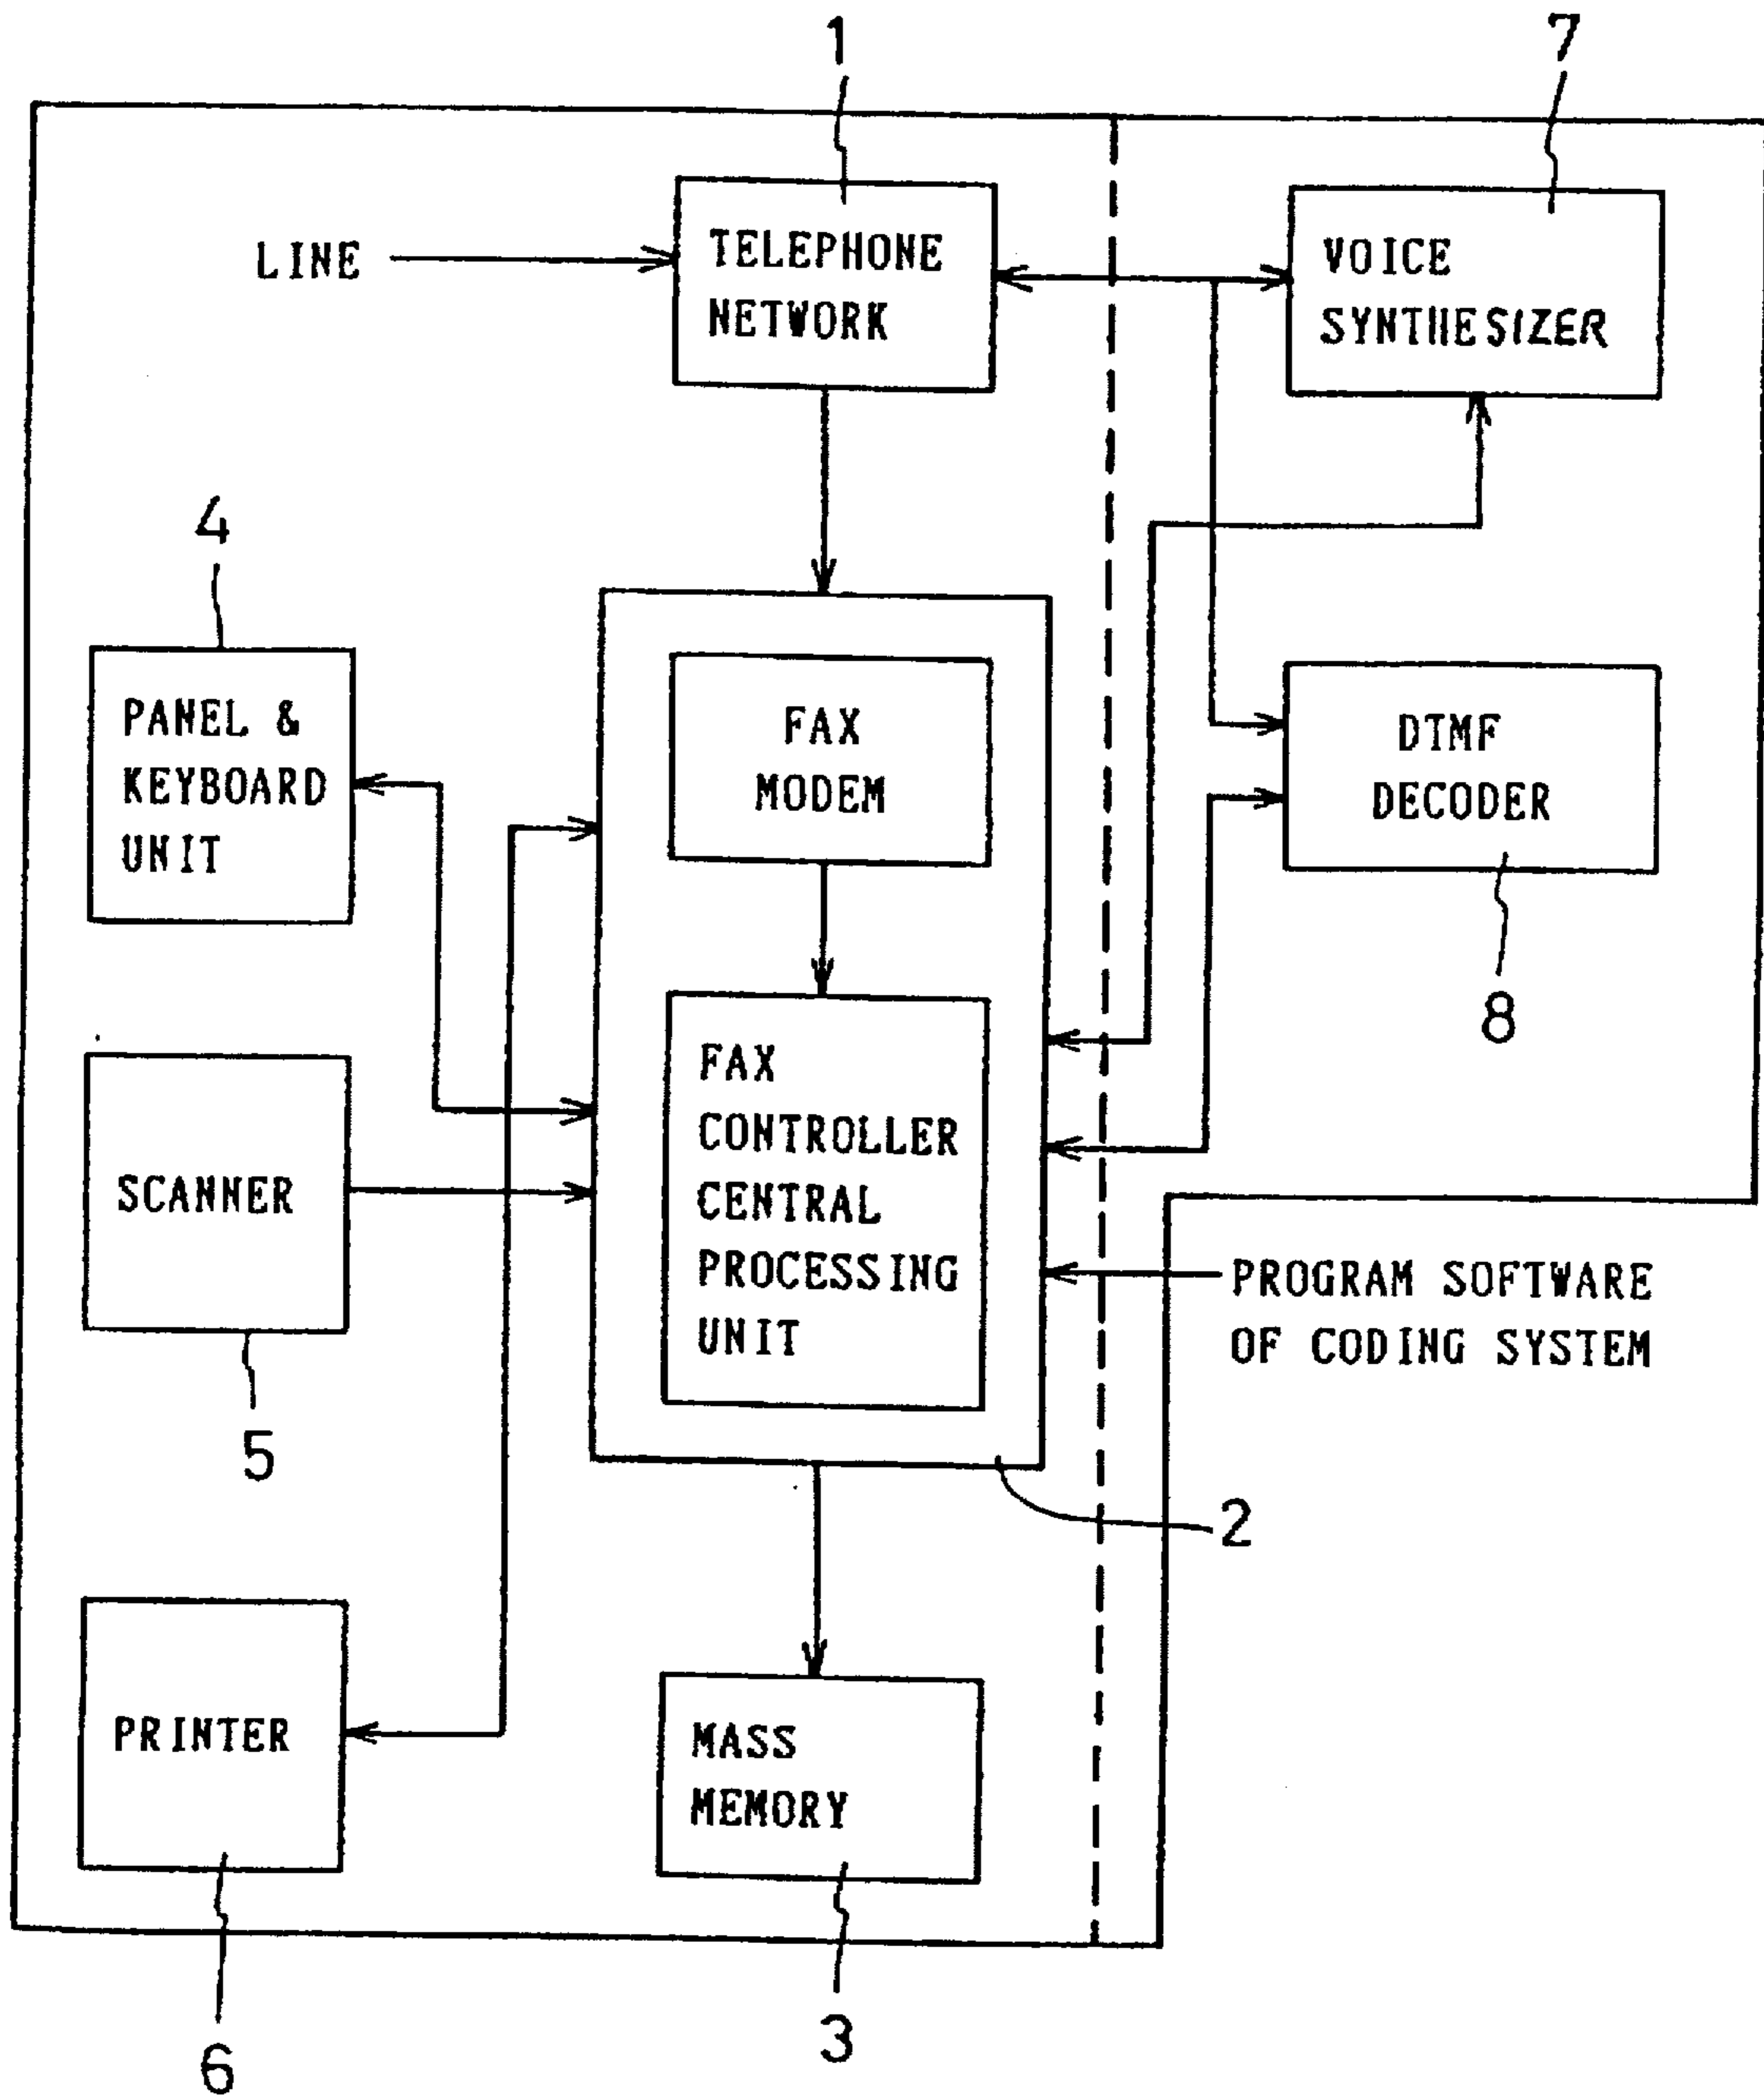 1
7
LINE
TELEPHONE
NETWORK
VOICE
SYNTHESIZER
4
PANEL &
KEYBOARD
UNIT
FAX
MODEM
DTMF
DECODER
8
FAX
CONTROLLER
CENTRAL
PROCESSING
UNIT
SCANNER
5
PROGRAM SOFTWARE
OF CODING SYSTEM
2
PRINTER
6
MASS
MEMORY
3